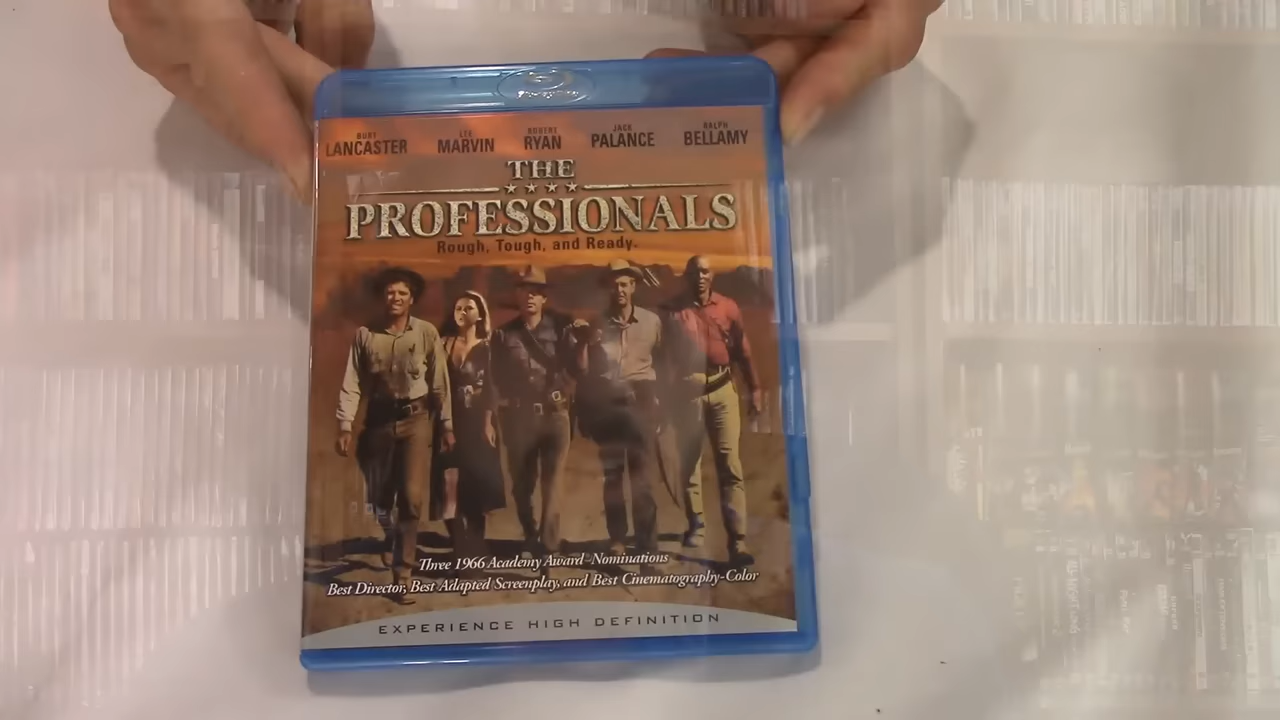 BURT LANCASTER LEE MARVIN ROBERT RYAN JACK PALANCE RALPH BELLAMY
THE
PROFESSIONALS
Rough, Tough, and Ready.
Three 1966 Academy Award Nominations
Best Director, Best Adapted Screenplay, and Best Cinematography-Color
EXPERIENCE HIGH DEFINITION